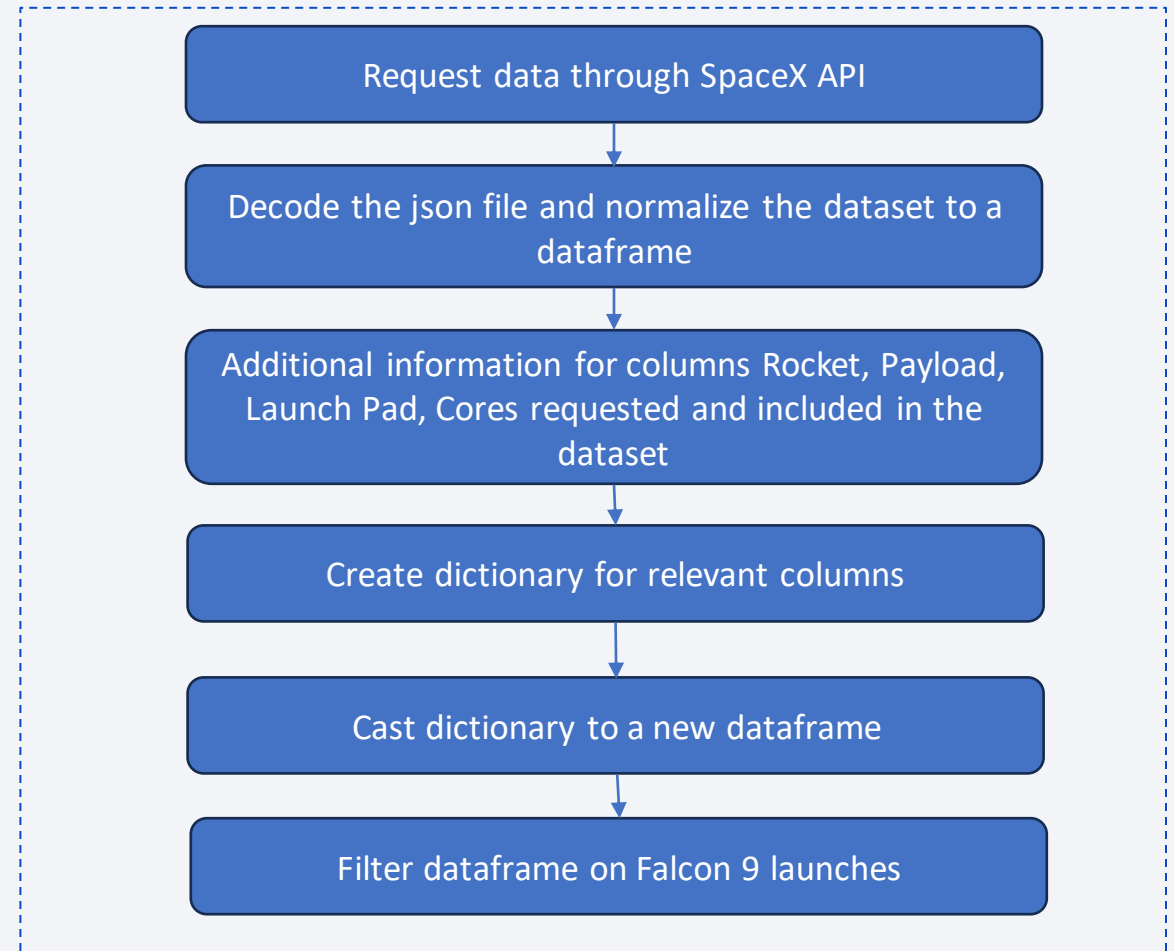 Request data through SpaceX API
Decode the json file and normalize the dataset to a
dataframe
Additional information for columns Rocket, Payload,
Launch Pad, Cores requested and included in the
dataset
Create dictionary for relevant columns
Cast dictionary to a new dataframe
Filter dataframe on Falcon 9 launches